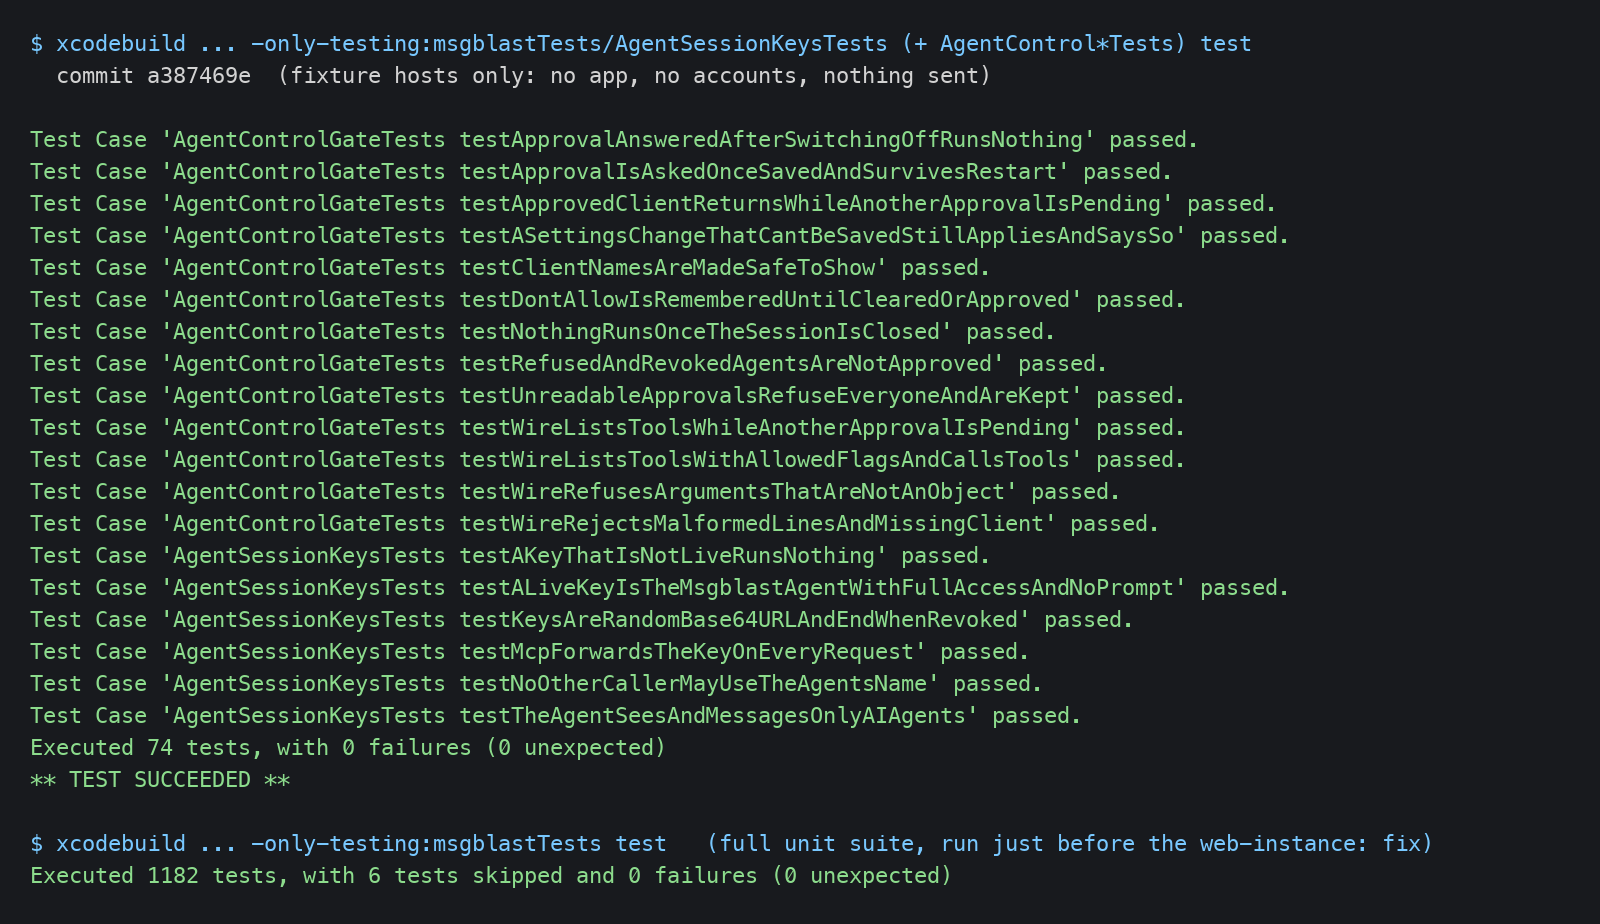 $ xcodebuild ... -only-testing:msgblastTests/AgentSessionKeysTests (+ AgentControl*Tests) test
commit a387469e  (fixture hosts only: no app, no accounts, nothing sent)
Test Case 'AgentControlGateTests testApprovalAnsweredAfterSwitchingOffRunsNothing' passed.
Test Case 'AgentControlGateTests testApprovalIsAskedOnceSavedAndSurvivesRestart' passed.
Test Case 'AgentControlGateTests testApprovedClientReturnsWhileAnotherApprovalIsPending' passed.
Test Case 'AgentControlGateTests testASettingsChangeThatCantBeSavedStillAppliesAndSaysSo' passed.
Test Case 'AgentControlGateTests testClientNamesAreMadeSafeToShow' passed.
Test Case 'AgentControlGateTests testDontAllowIsRememberedUntilClearedOrApproved' passed.
Test Case 'AgentControlGateTests testNothingRunsOnceTheSessionIsClosed' passed.
Test Case 'AgentControlGateTests testRefusedAndRevokedAgentsAreNotApproved' passed.
Test Case 'AgentControlGateTests testUnreadableApprovalsRefuseEveryoneAndAreKept' passed.
Test Case 'AgentControlGateTests testWireListsToolsWhileAnotherApprovalIsPending' passed.
Test Case 'AgentControlGateTests testWireListsToolsWithAllowedFlagsAndCallsTools' passed.
Test Case 'AgentControlGateTests testWireRefusesArgumentsThatAreNotAnObject' passed.
Test Case 'AgentControlGateTests testWireRejectsMalformedLinesAndMissingClient' passed.
Test Case 'AgentSessionKeysTests testAKeyThatIsNotLiveRunsNothing' passed.
Test Case 'AgentSessionKeysTests testALiveKeyIsTheMsgblastAgentWithFullAccessAndNoPrompt' passed.
Test Case 'AgentSessionKeysTests testKeysAreRandomBase64URLAndEndWhenRevoked' passed.
Test Case 'AgentSessionKeysTests testMcpForwardsTheKeyOnEveryRequest' passed.
Test Case 'AgentSessionKeysTests testNoOtherCallerMayUseTheAgentsName' passed.
Test Case 'AgentSessionKeysTests testTheAgentSeesAndMessagesOnlyAIAgents' passed.
Executed 74 tests, with 0 failures (0 unexpected)
** TEST SUCCEEDED **
$ xcodebuild ... -only-testing:msgblastTests test   (full unit suite, run just before the web-instance: fix)
Executed 1182 tests, with 6 tests skipped and 0 failures (0 unexpected)